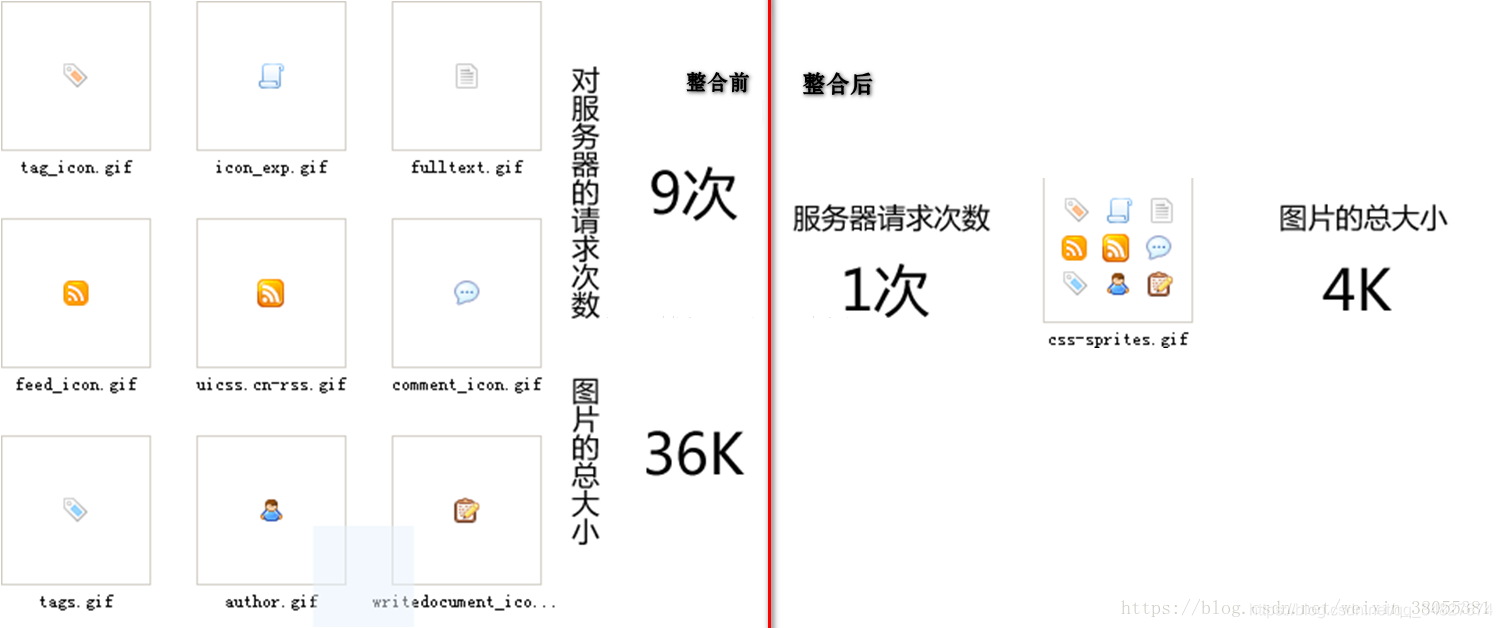 tag_icon.gif
icon_exp.gif
fulltext.gif
feed_icon.gif
uicss.cn-rss.gif
comment_icon.gif
tags.gif
author.gif
writedocument_ico...
对服务器的请求次数
图片的总大小
整合前
9次
36K
整合后
服务器请求次数
1次
css-sprites.gif
图片的总大小
4K
https://blog.csdn.net/weixin_38055381